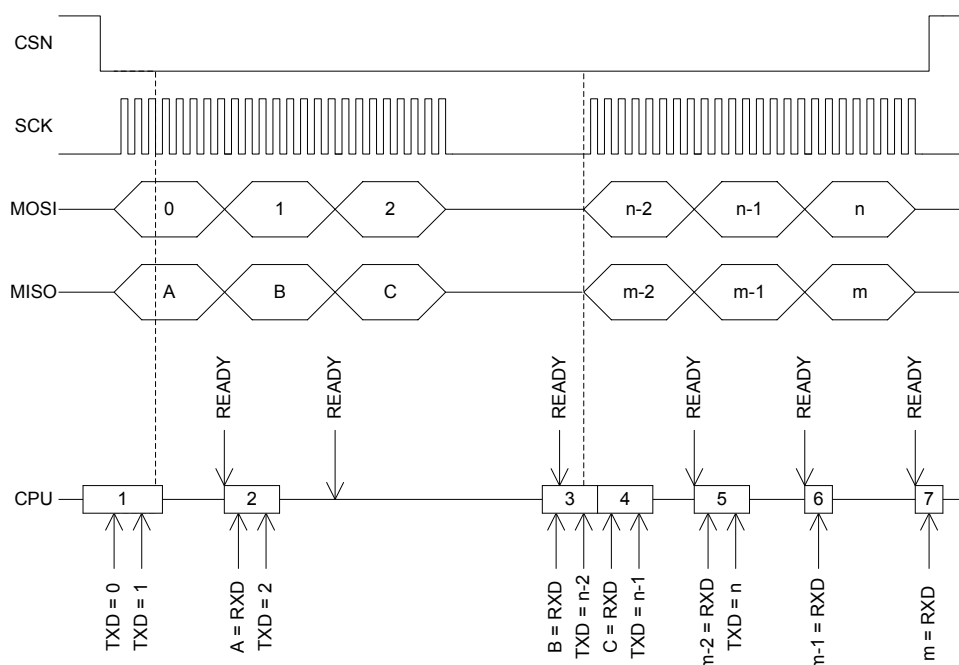 CSN
SCK
MOSI 0 1 2 n-2 n-1 n
MISO A B C m-2 m-1 m
READY
READY
READY
READY
READY
READY
CPU 1 2 3 4 5 6 7
TXD = 0
TXD = 1
A = RXD
TXD = 2
B = RXD
TXD = n-2
C = RXD
TXD = n-1
m-2 = RXD
TXD = n
m-1 = RXD
m = RXD